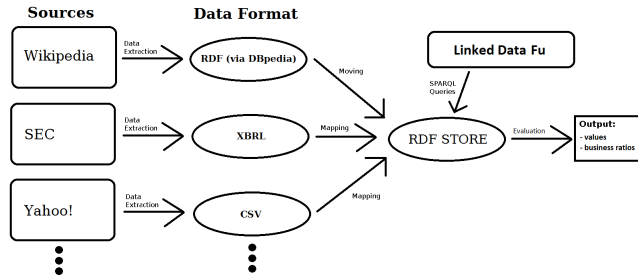 Sources
Data Format
Wikipedia
Data
Extraction
RDF (via DBpedia)
Moving
Linked Data Fu
SPARQL
Queries
SEC
Data
Extraction
XBRL
Mapping
RDF STORE
Evaluation
Output:
- values
- business ratios
Yahoo!
Data
Extraction
CSV
Mapping